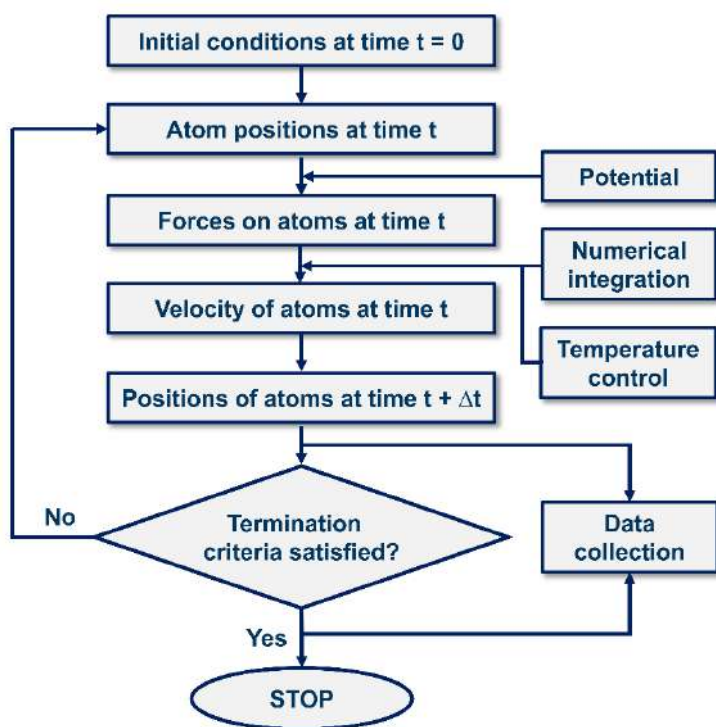 Initial conditions at time t = 0
Atom positions at time t
Potential
Forces on atoms at time t
Numerical
integration
Velocity of atoms at time t
Temperature
control
Positions of atoms at time t + Δt
No
Termination
criteria satisfied?
Data
collection
Yes
STOP